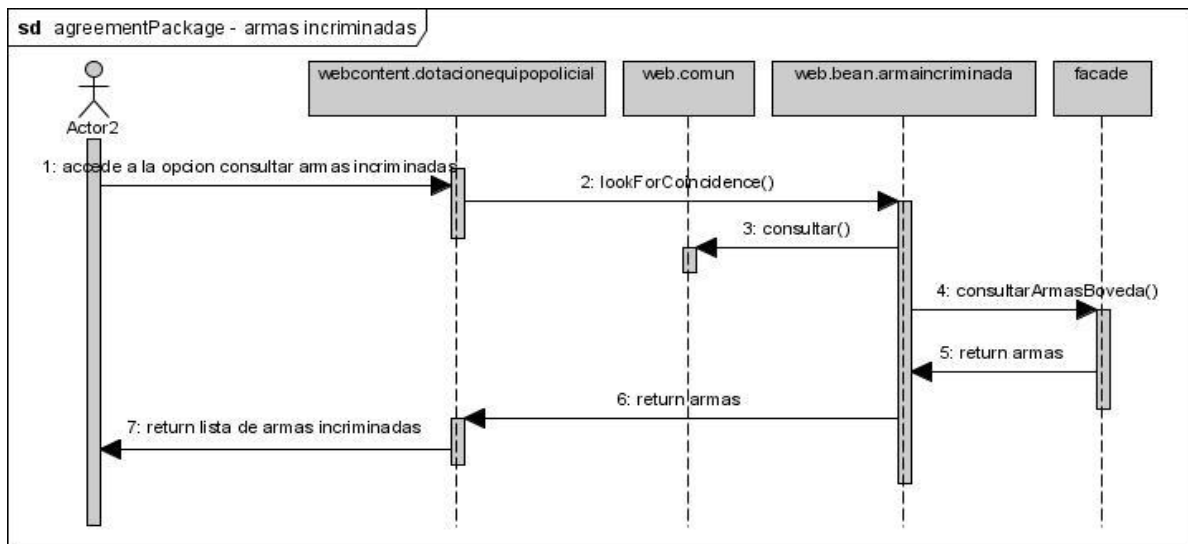 sd agreementPackage - armas incriminadas
webcontent.dotacionequipopolicial
web.comun
web.bean.armaincriminada
facade
Actor2
1: accede a la opcion consultar armas incriminadas
2: lookForCoincidence()
3: consultar()
4: consultarArmasBoveda()
5: return armas
6: return armas
7: return lista de armas incriminadas